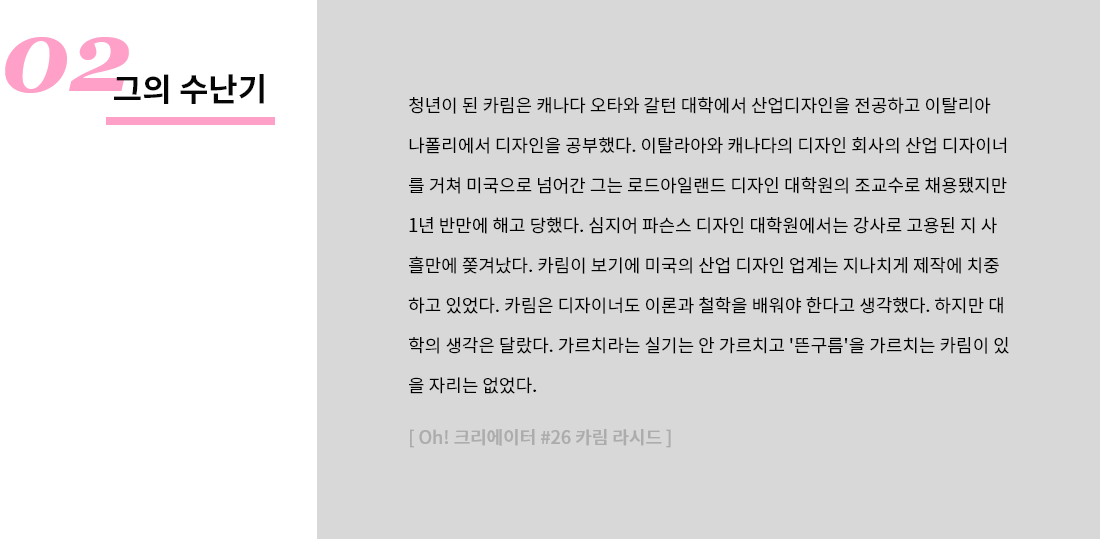 02
그의 수난기
청년이 된 카림은 캐나다 오타와 갈턴 대학에서 산업디자인을 전공하고 이탈리아
나폴리에서 디자인을 공부했다. 이탈라아와 캐나다의 디자인 회사의 산업 디자이너
를 거쳐 미국으로 넘어간 그는 로드아일랜드 디자인 대학원의 조교수로 채용됐지만
1년 반만에 해고 당했다. 심지어 파슨스 디자인 대학원에서는 강사로 고용된 지 사
흘만에 쫒겨났다. 카림이 보기에 미국의 산업 디자인 업계는 지나치게 제작에 치중
하고 있었다. 카림은 디자이너도 이론과 철학을 배워야 한다고 생각했다. 하지만 대
학의 생각은 달랐다. 가르치라는 실기는 안 가르치고 '뜬구름'을 가르치는 카림이 있
을 자리는 없었다.
[ Oh! 크리에이터 #26 카림 라시드 ]